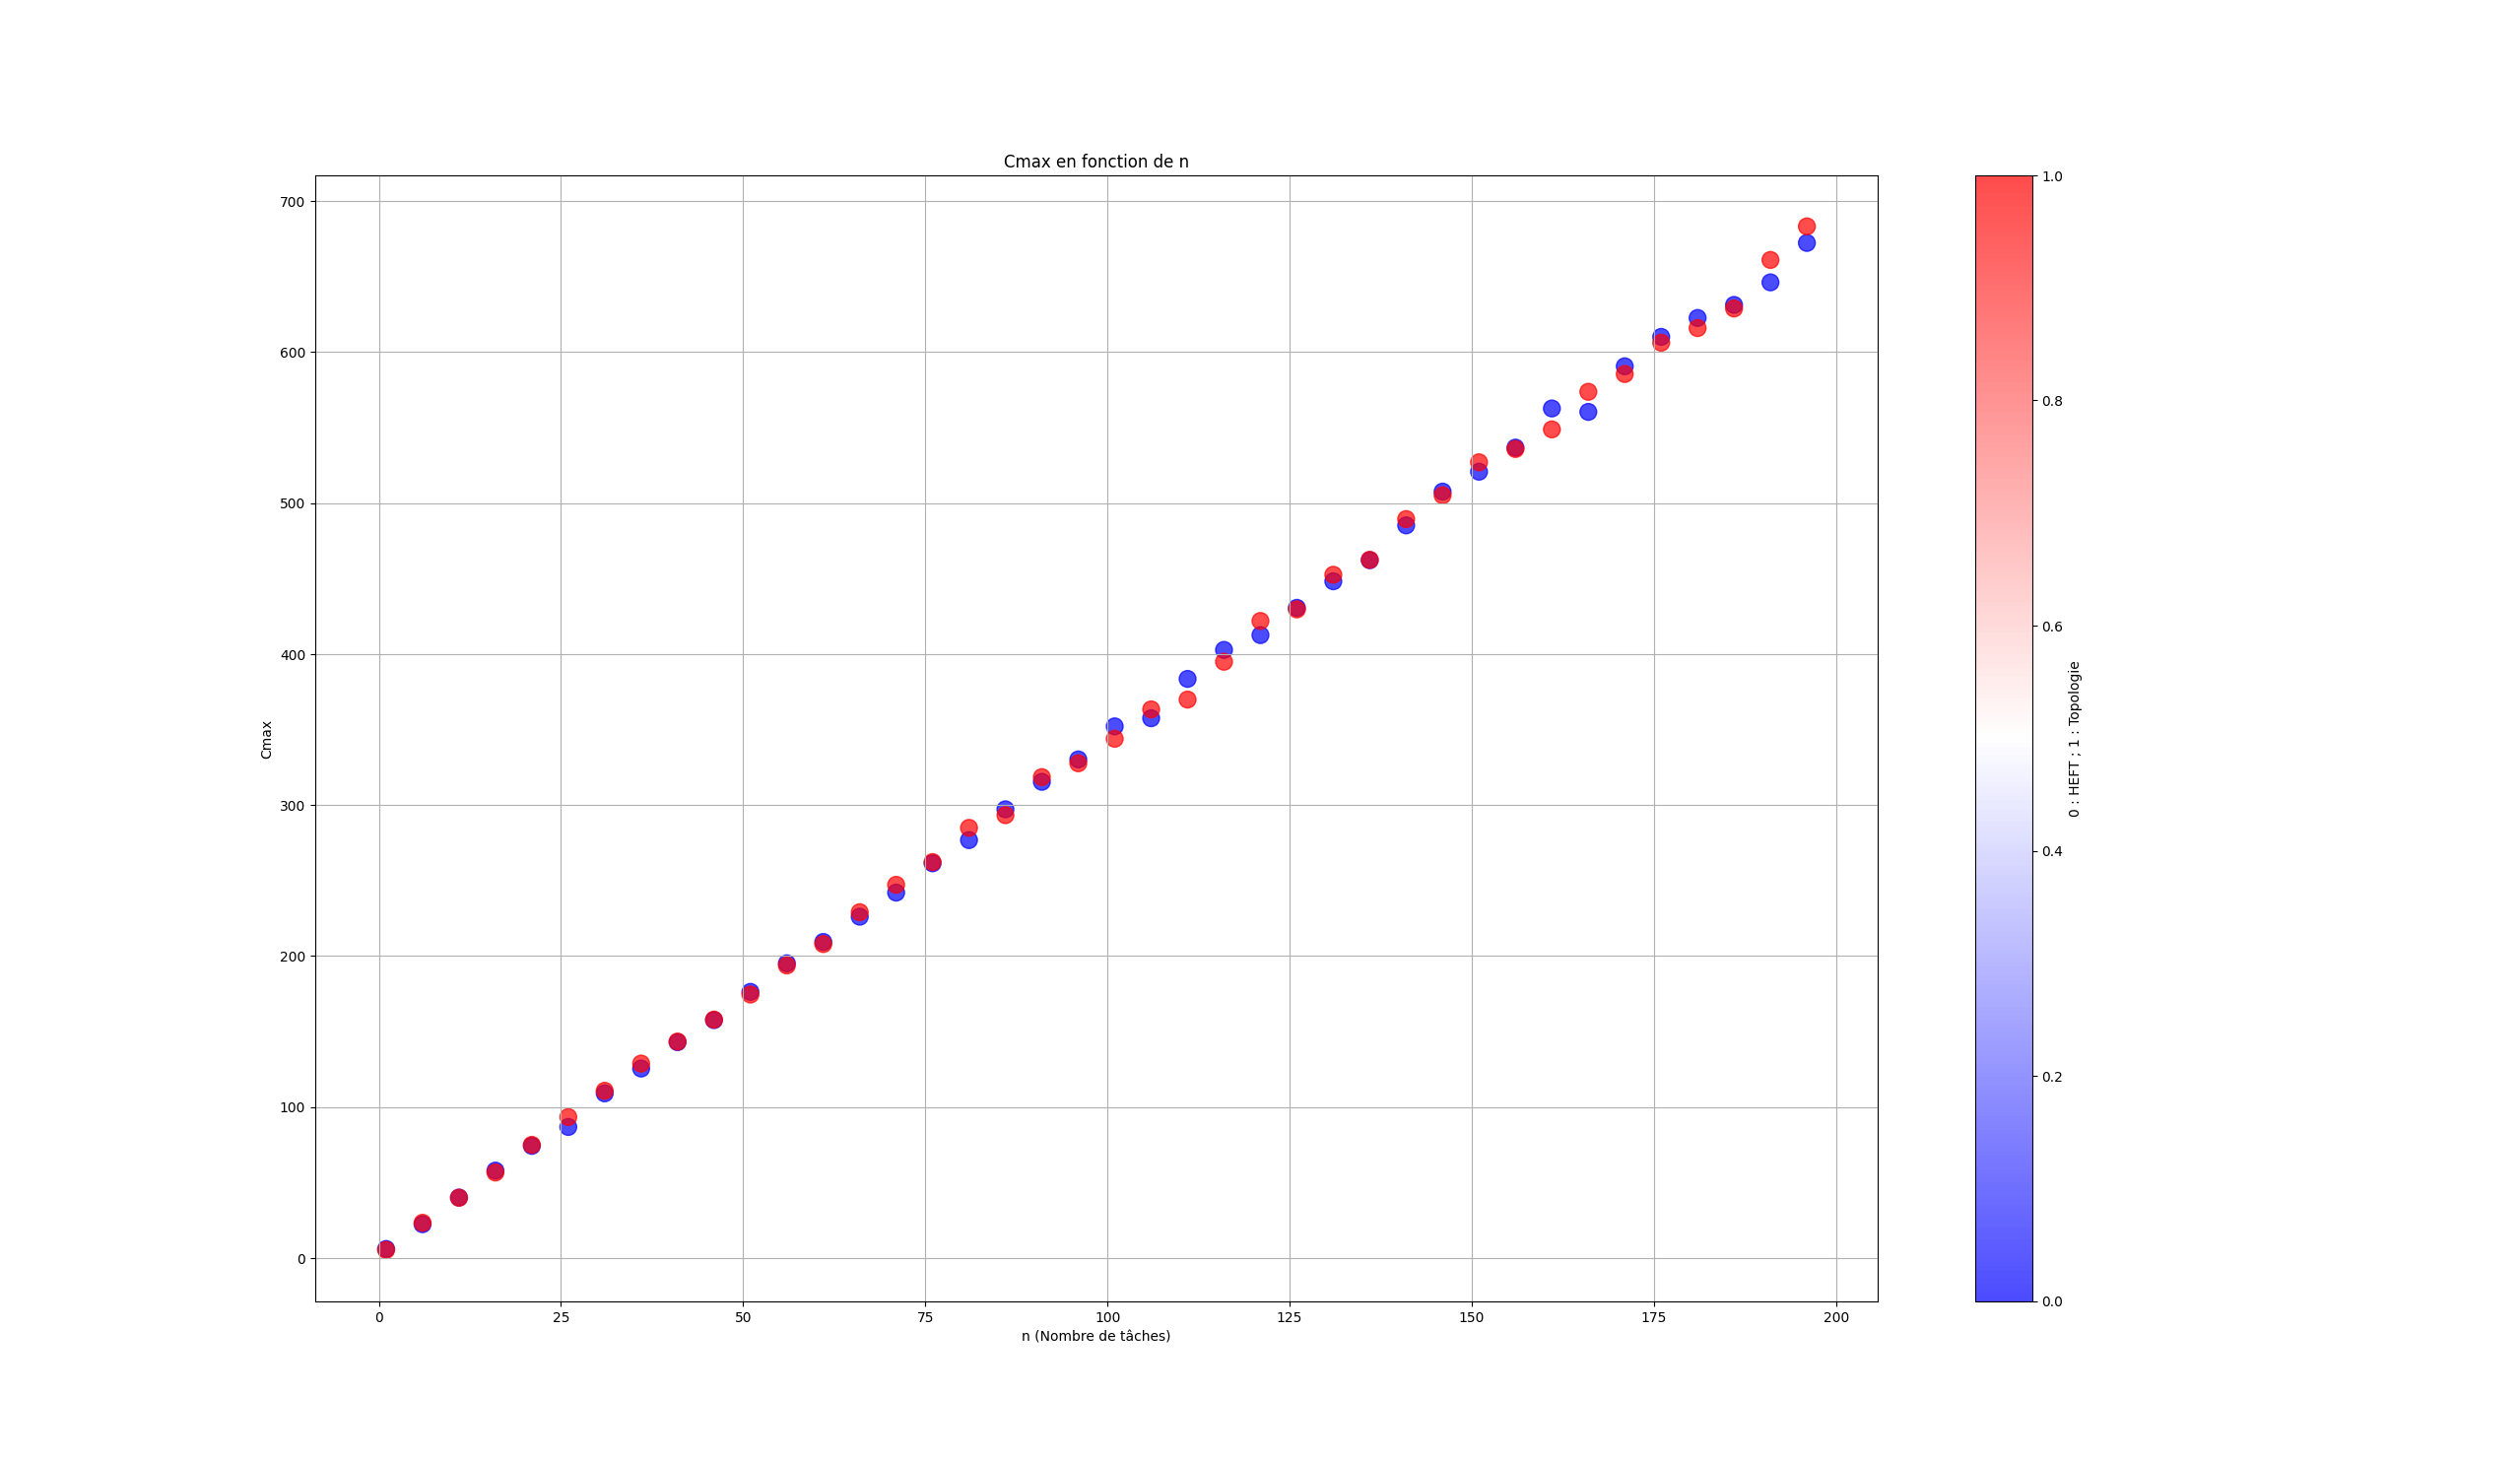 Cmax en fonction de n
700
600
500
400
300
200
100
0
Cmax
0 25 50 75 100 125 150 175 200
n (Nombre de tâches)
1.0
0.8
0.6
0.4
0.2
0.0
0 : HEFT ; 1 : Topologie